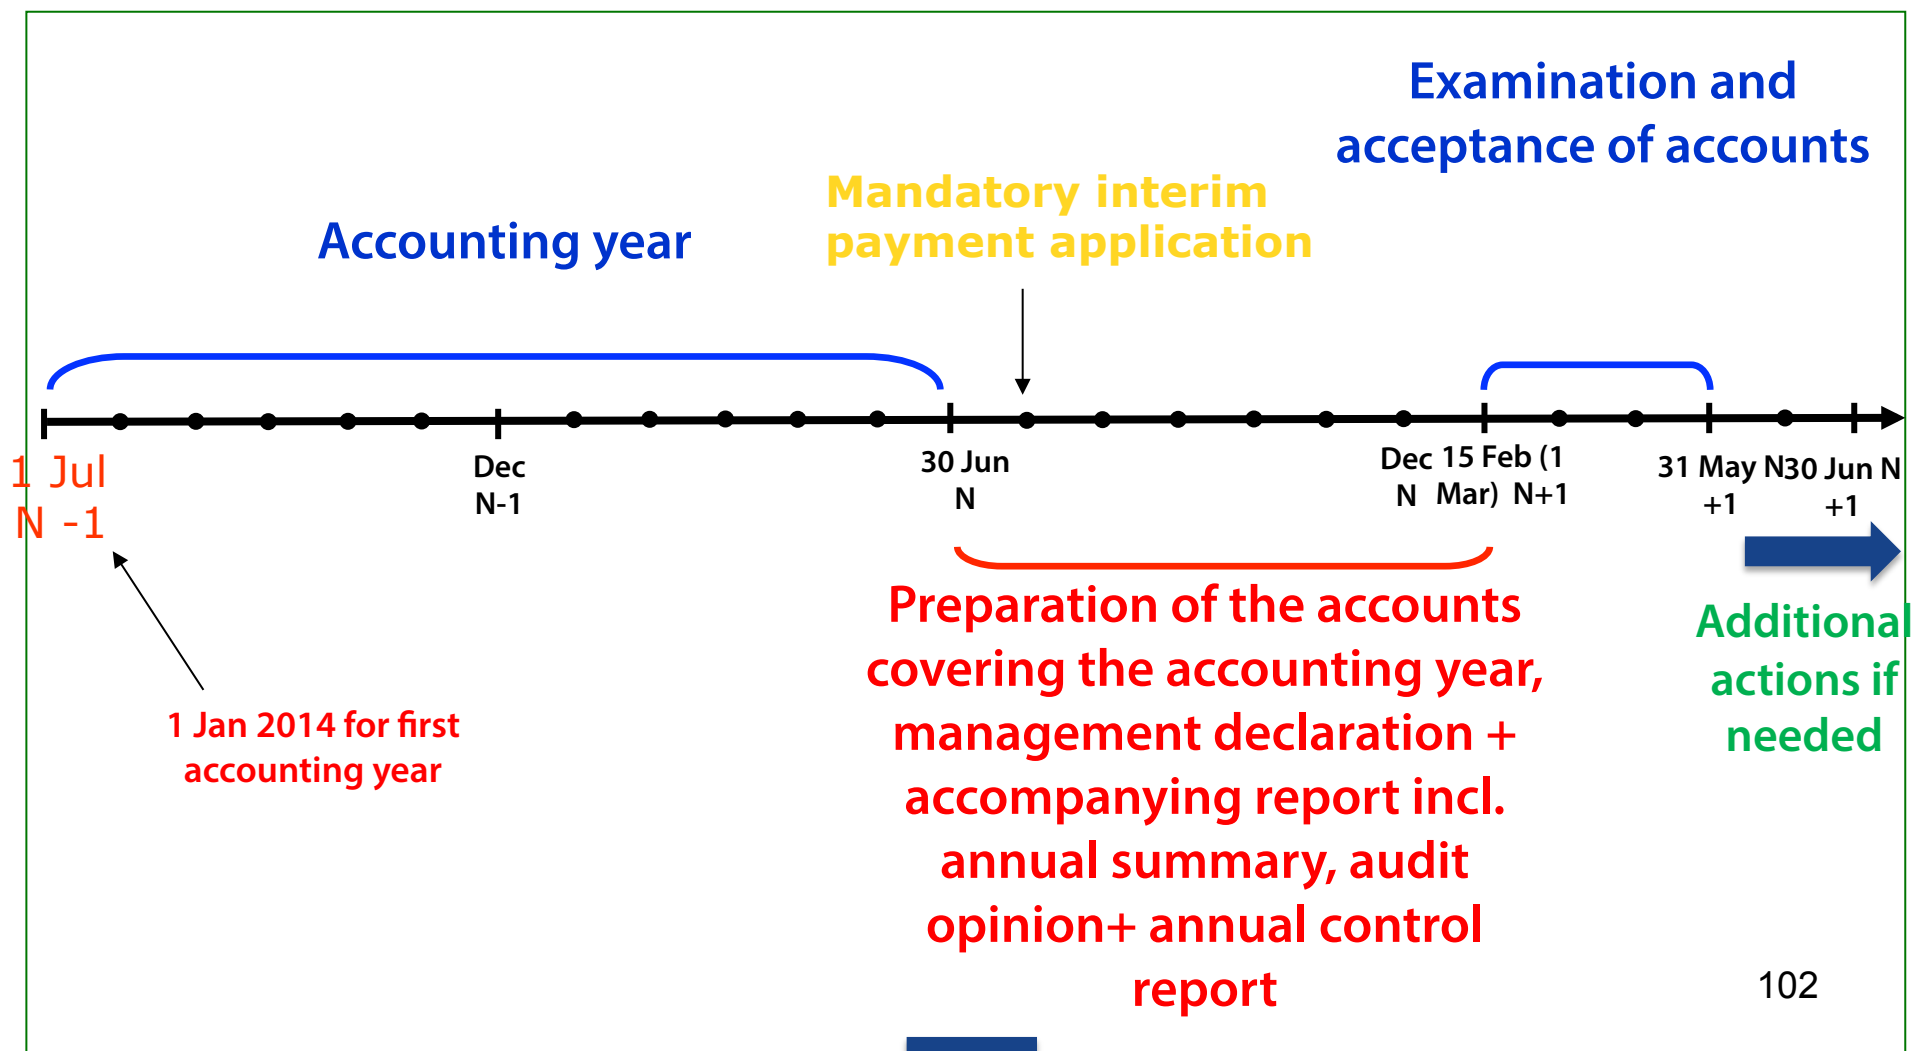 Examination and
acceptance of accounts
Mandatory interim
payment application
Accounting year
1 Jul
N -1
Dec
N-1
30 Jun
N
Dec
N
15 Feb (1
Mar) N+1
31 May N
+1
30 Jun N
+1
1 Jan 2014 for first
accounting year
Preparation of the accounts
covering the accounting year,
management declaration +
accompanying report incl.
annual summary, audit
opinion+ annual control
report
Additional
actions if
needed
102